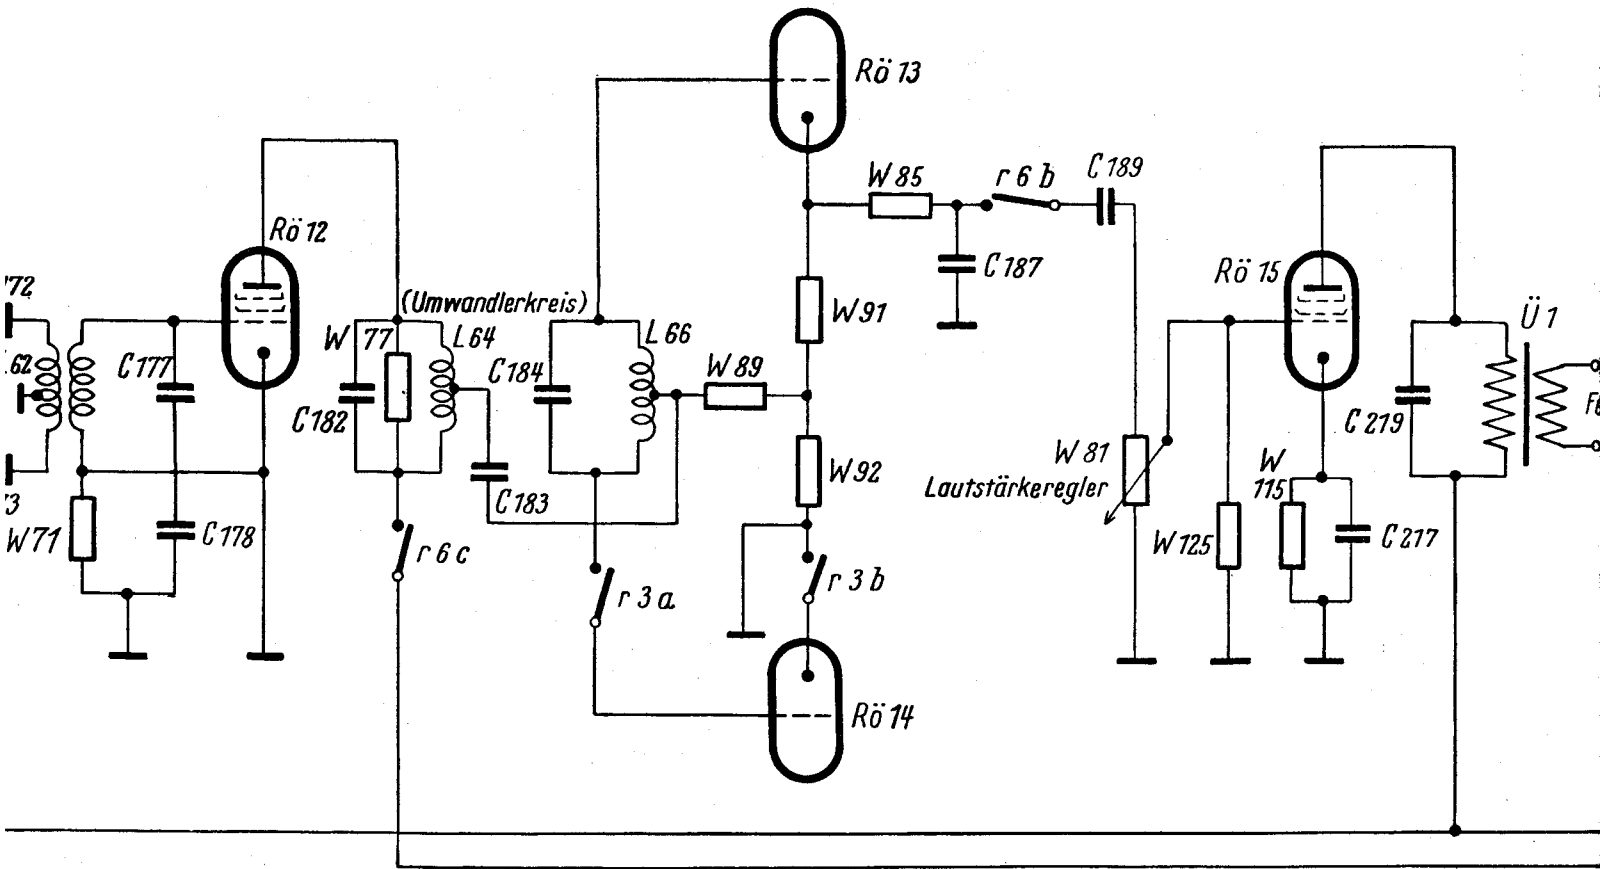 Rö 13
C 189
W 85
r 6 b
Rö 12
C 187
Rö 15
72
(Umwandlerkreis)
W 91
Ü 1
W 77
L 64
L 66
62
C 177
C 184
W 89
C 182
C 219
W 81
W 92
W 115
Lautstärkeregler
C 183
3
W 71
C 178
W 125
C 217
r 6 c
r 3 b
r 3 a
Rö 14